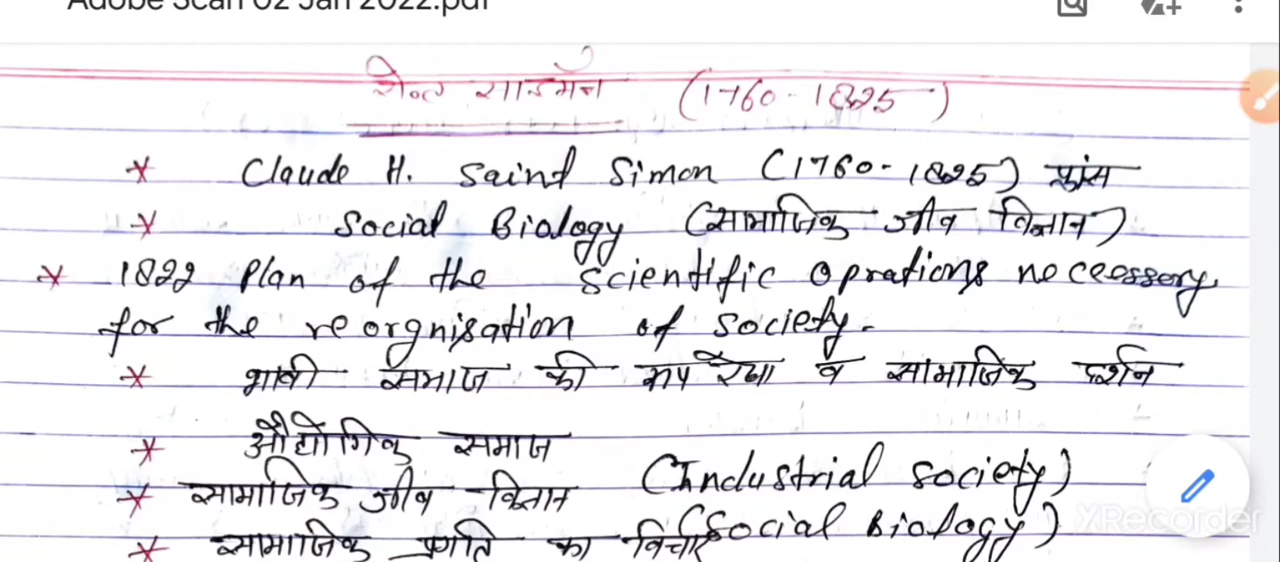 Adobe Scan 02 Jan 2022.pdf
सेन्ट साइमन (1760-1825)
* Claude H. Saint Simon (1760-1825) फ्रांस
* Social Biology (सामाजिक जीव विज्ञान)
* 1822 Plan of the Scientific Oprations necessory
for the reorgnisation of society.
* भावी समाज की रूप रेखा व सामाजिक दर्शन
* औद्योगिक समाज (Industrial society)
* सामाजिक जीव विज्ञान (Social Biology)
* सामाजिक प्रगति का विचार
XRecorder